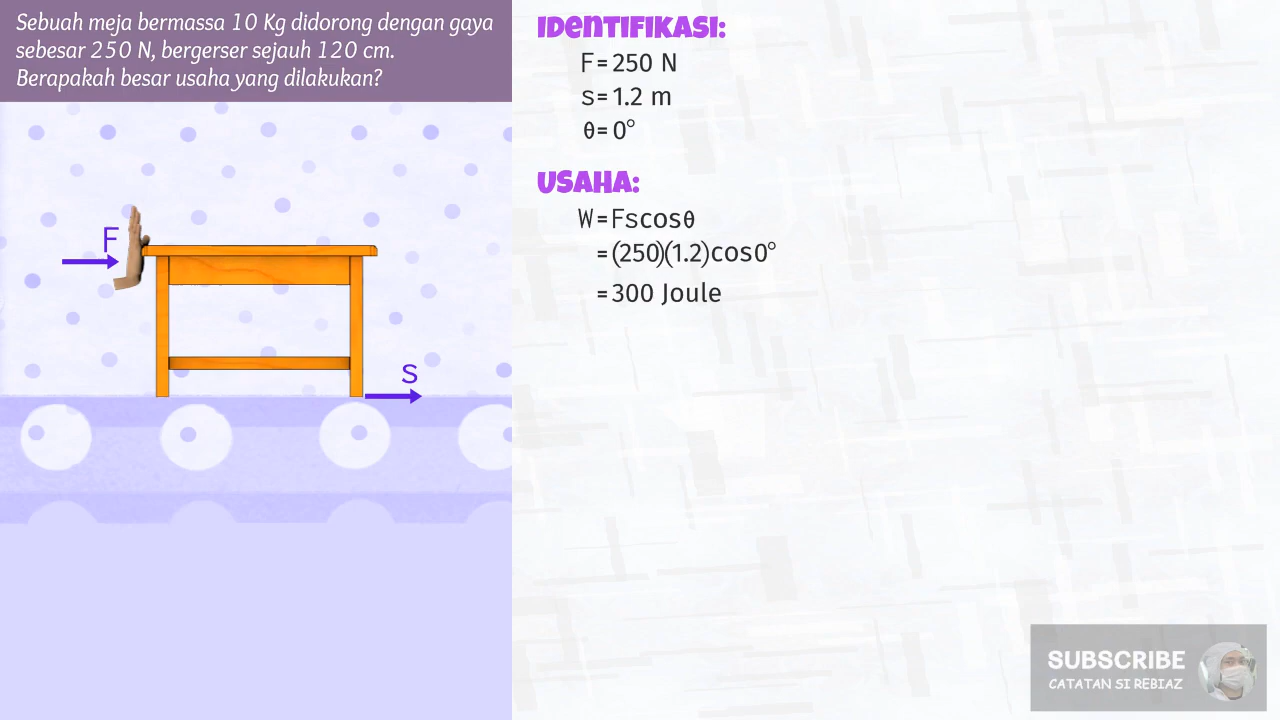 Sebuah meja bermassa 10 Kg didorong dengan gaya
sebesar 250 N, bergerser sejauh 120 cm.
Berapakah besar usaha yang dilakukan?
F
S
IDENTIFIKASI:
F=250 N
s=1.2 m
θ=0°
USAHA:
W=Fscosθ
=(250)(1.2)cos0°
=300 Joule
SUBSCRIBE
CATATAN SI REBIAZ